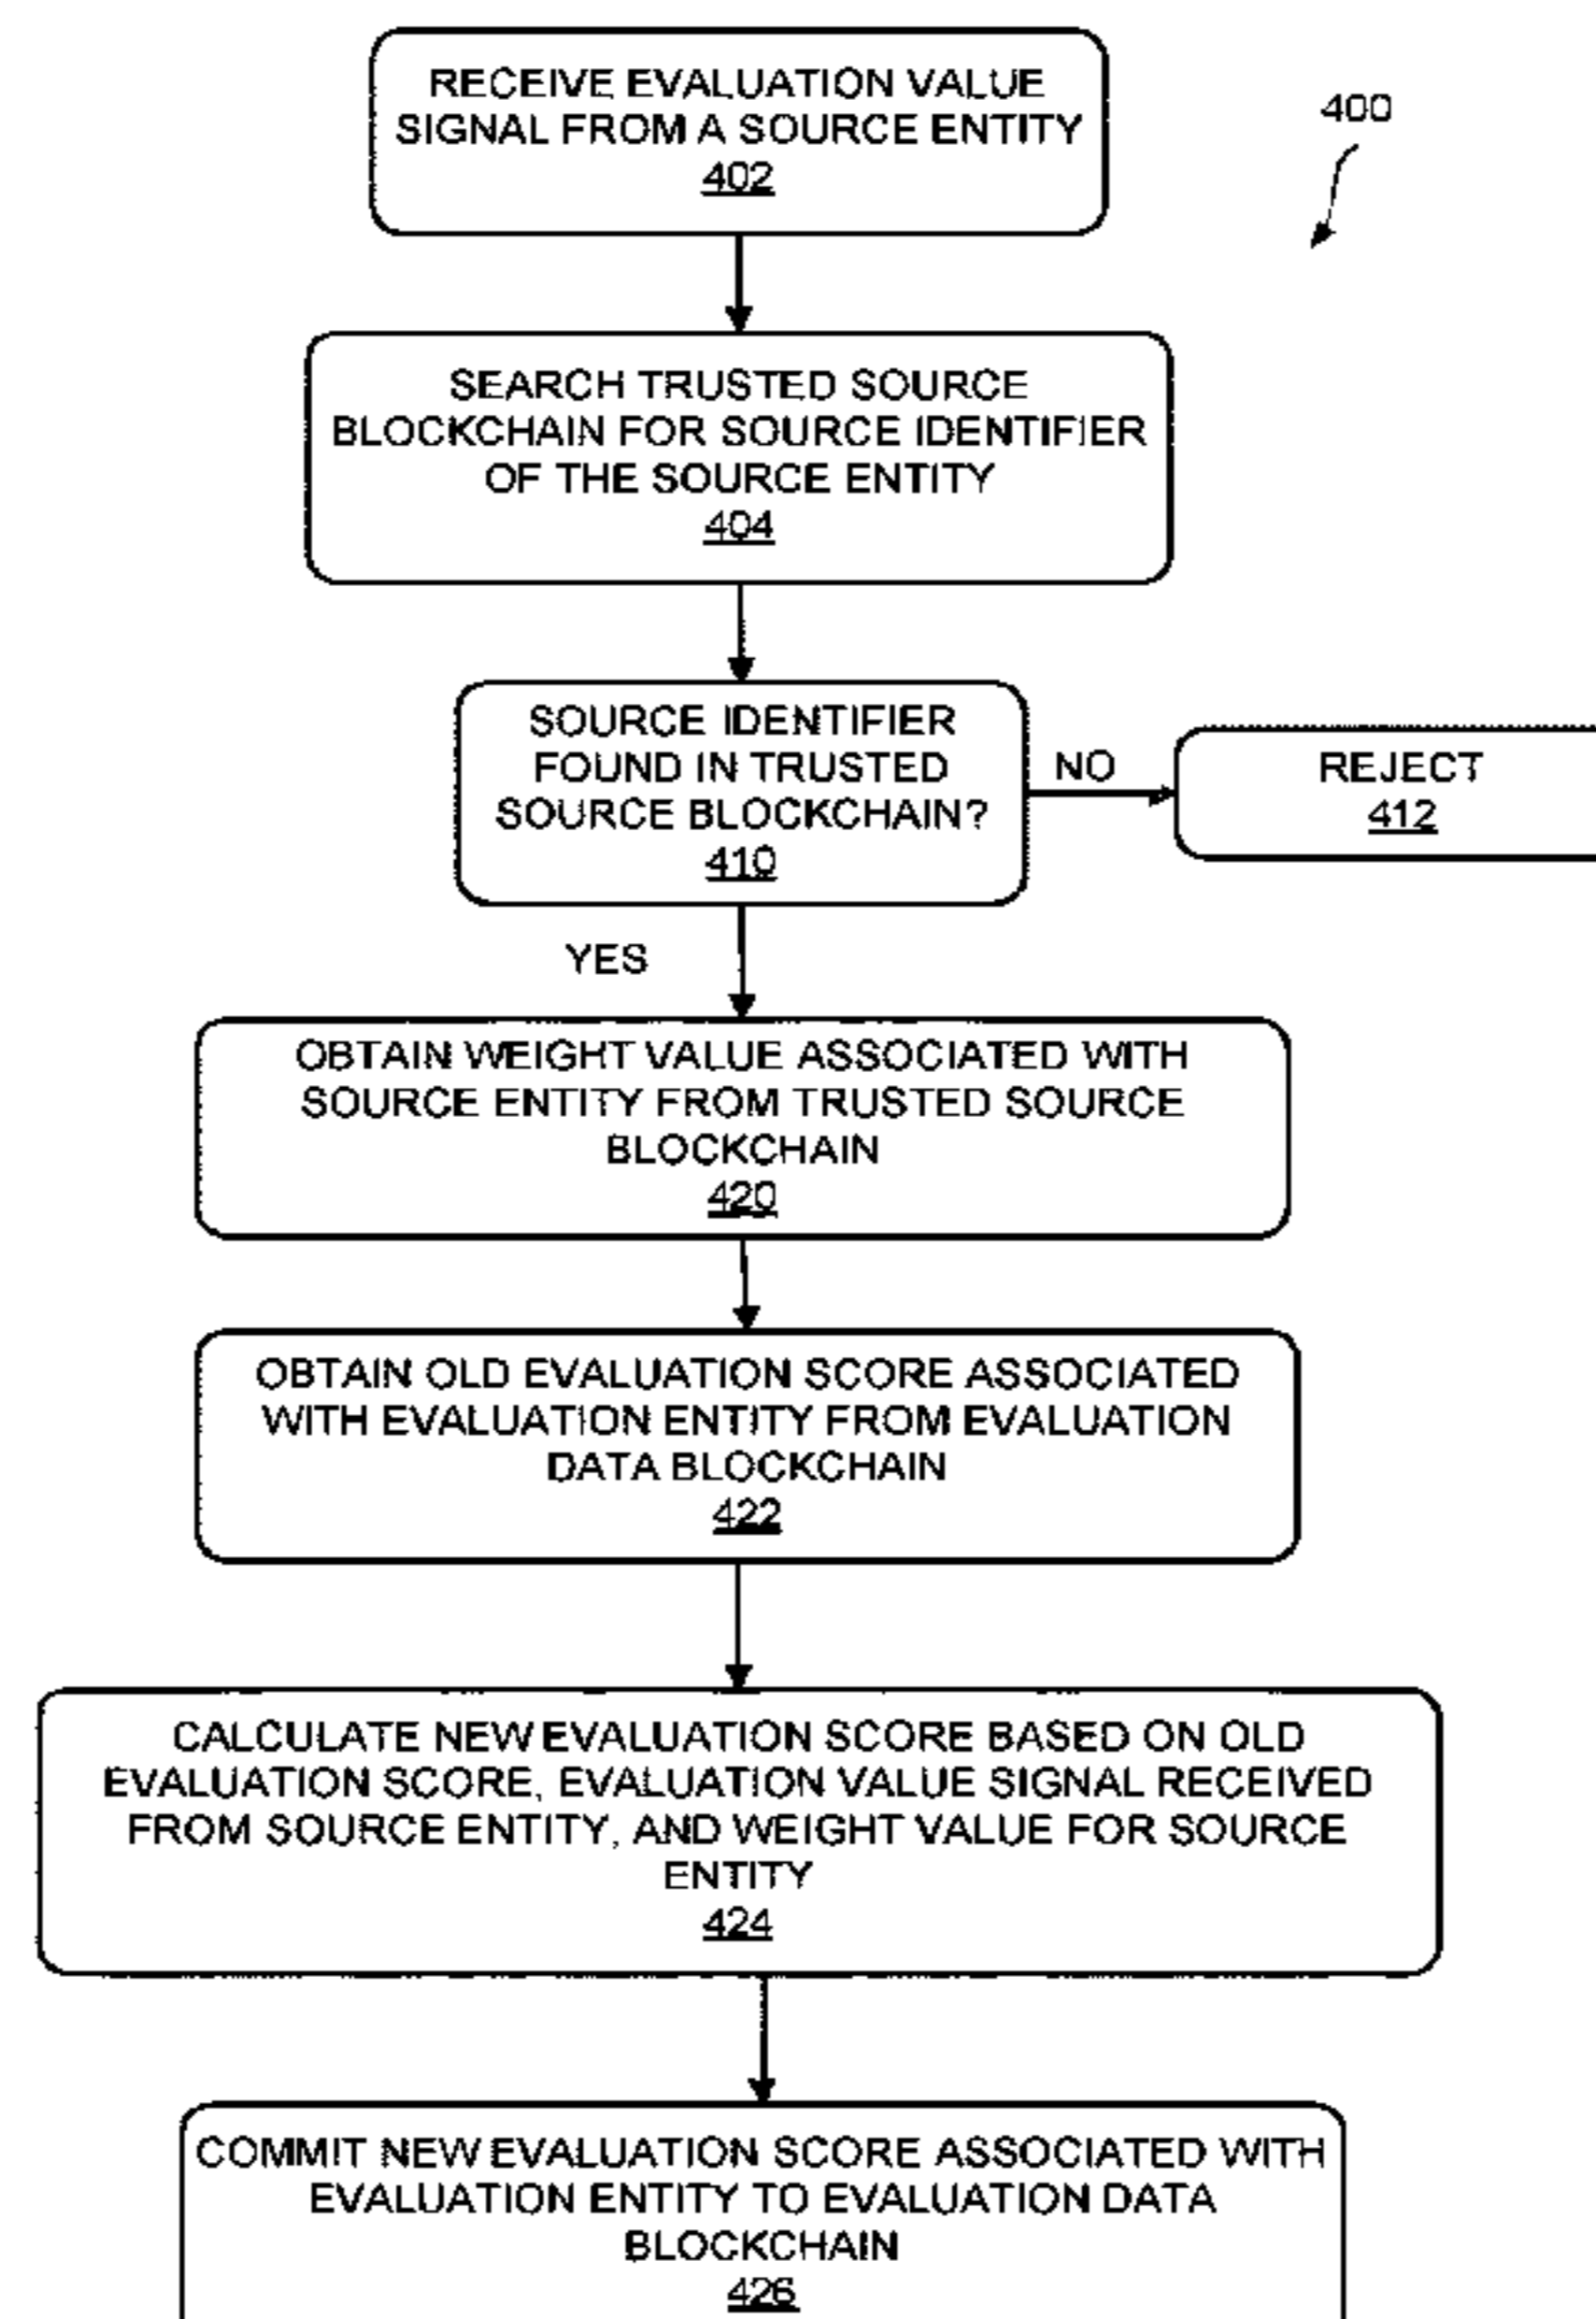 RECEIVE EVALUATION VALUE
SIGNAL FROM A SOURCE ENTITY
402
400
SEARCH TRUSTED SOURCE
BLOCKCHAIN FOR SOURCE IDENTIFIER
OF THE SOURCE ENTITY
404
SOURCE IDENTIFIER
FOUND IN TRUSTED
SOURCE BLOCKCHAIN?
410
NO
REJECT
412
YES
OBTAIN WEIGHT VALUE ASSOCIATED WITH
SOURCE ENTITY FROM TRUSTED SOURCE
BLOCKCHAIN
420
OBTAIN OLD EVALUATION SCORE ASSOCIATED
WITH EVALUATION ENTITY FROM EVALUATION
DATA BLOCKCHAIN
422
CALCULATE NEW EVALUATION SCORE BASED ON OLD
EVALUATION SCORE, EVALUATION VALUE SIGNAL RECEIVED
FROM SOURCE ENTITY, AND WEIGHT VALUE FOR SOURCE
ENTITY
424
COMMIT NEW EVALUATION SCORE ASSOCIATED WITH
EVALUATION ENTITY TO EVALUATION DATA
BLOCKCHAIN
426